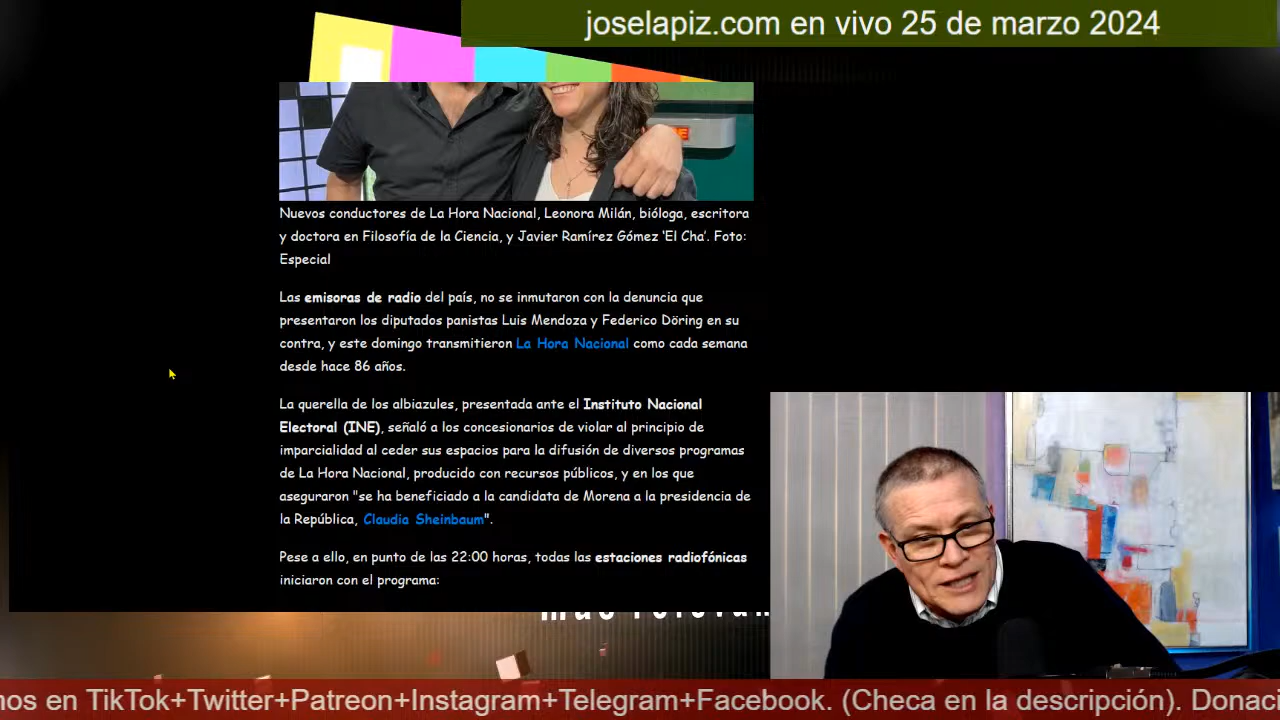 joselapiz.com en vivo 25 de marzo 2024
Nuevos conductores de La Hora Nacional, Leonora Milán, bióloga, escritora
y doctora en Filosofía de la Ciencia, y Javier Ramírez Gómez ‘El Cha’. Foto:
Especial
Las emisoras de radio del país, no se inmutaron con la denuncia que
presentaron los diputados panistas Luis Mendoza y Federico Döring en su
contra, y este domingo transmitieron La Hora Nacional como cada semana
desde hace 86 años.
La querella de los albiazules, presentada ante el Instituto Nacional
Electoral (INE), señaló a los concesionarios de violar al principio de
imparcialidad al ceder sus espacios para la difusión de diversos programas
de La Hora Nacional, producido con recursos públicos, y en los que
aseguraron "se ha beneficiado a la candidata de Morena a la presidencia de
la República, Claudia Sheinbaum".
Pese a ello, en punto de las 22:00 horas, todas las estaciones radiofónicas
iniciaron con el programa:
nos en TikTok+Twitter+Patreon+Instagram+Telegram+Facebook. (Checa en la descripción). Donaci